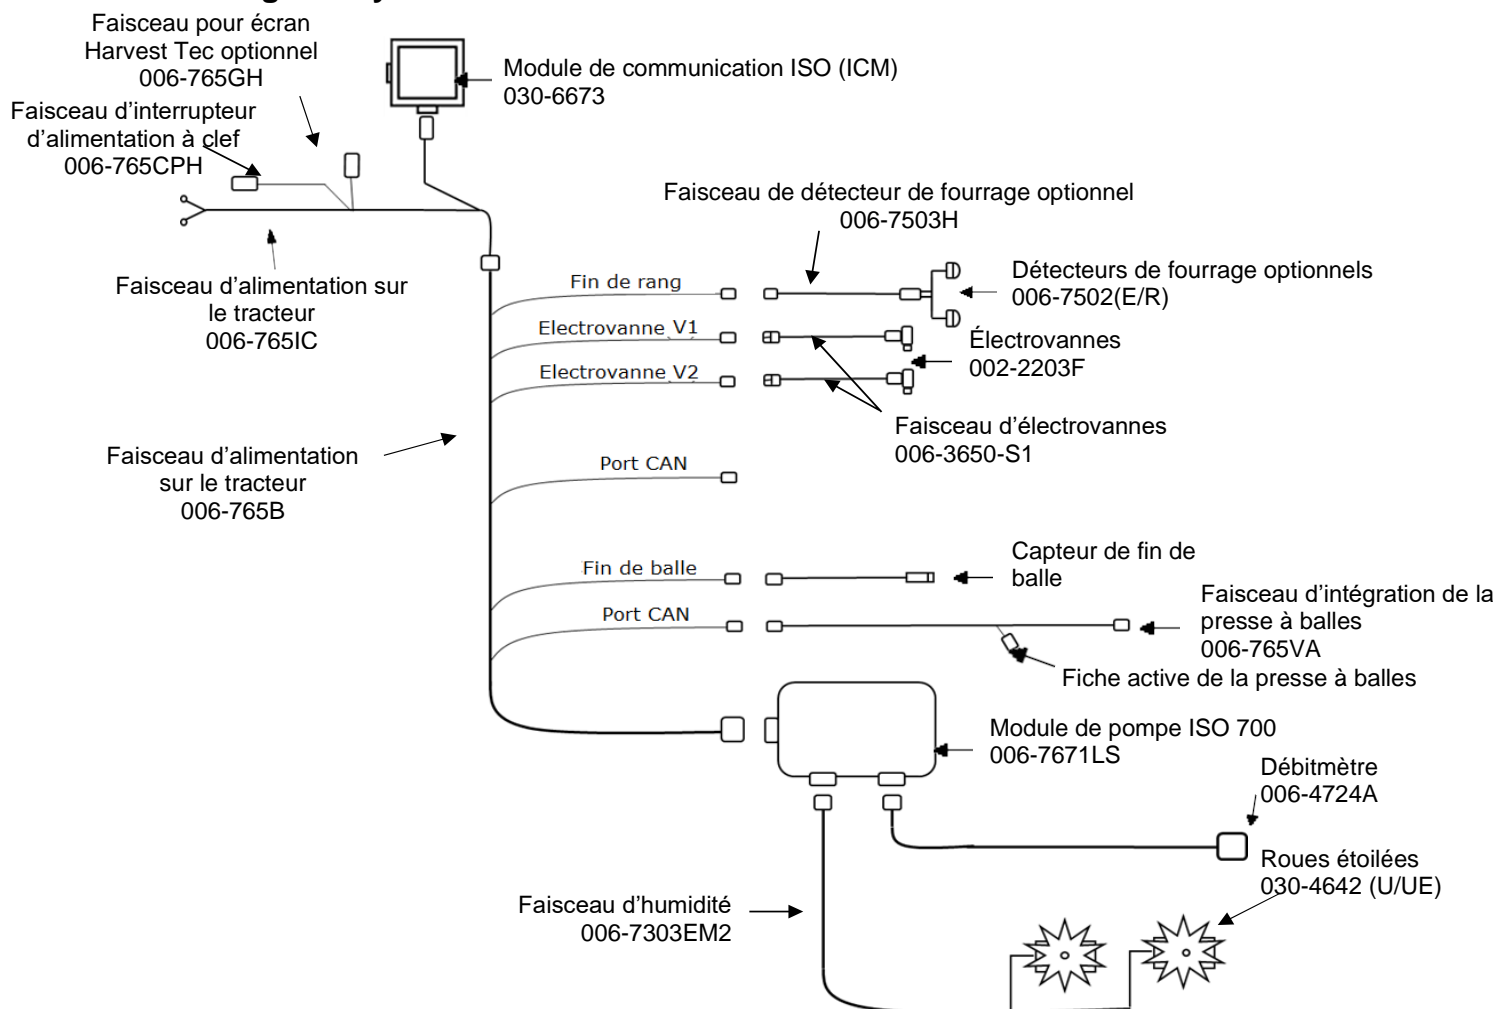 Faisceau pour écran
Harvest Tec optionnel
006-765GH
Faisceau d'interrupteur
d'alimentation à clef
006-765CPH
Module de communication ISO (ICM)
030-6673
Faisceau de détecteur de fourrage optionnel
006-7503H
Faisceau d'alimentation sur
le tracteur
006-765IC
Fin de rang
Détecteurs de fourrage optionnels
006-7502(E/R)
Electrovanne V1
Électrovannes
002-2203F
Electrovanne V2
Faisceau d'électrovannes
006-3650-S1
Faisceau d'alimentation
sur le tracteur
006-765B
Port CAN
Capteur de fin de
balle
Fin de balle
Faisceau d'intégration de la
presse à balles
006-765VA
Port CAN
Fiche active de la presse à balles
Module de pompe ISO 700
006-7671LS
Débitmètre
006-4724A
Roues étoilées
030-4642 (U/UE)
Faisceau d'humidité
006-7303EM2